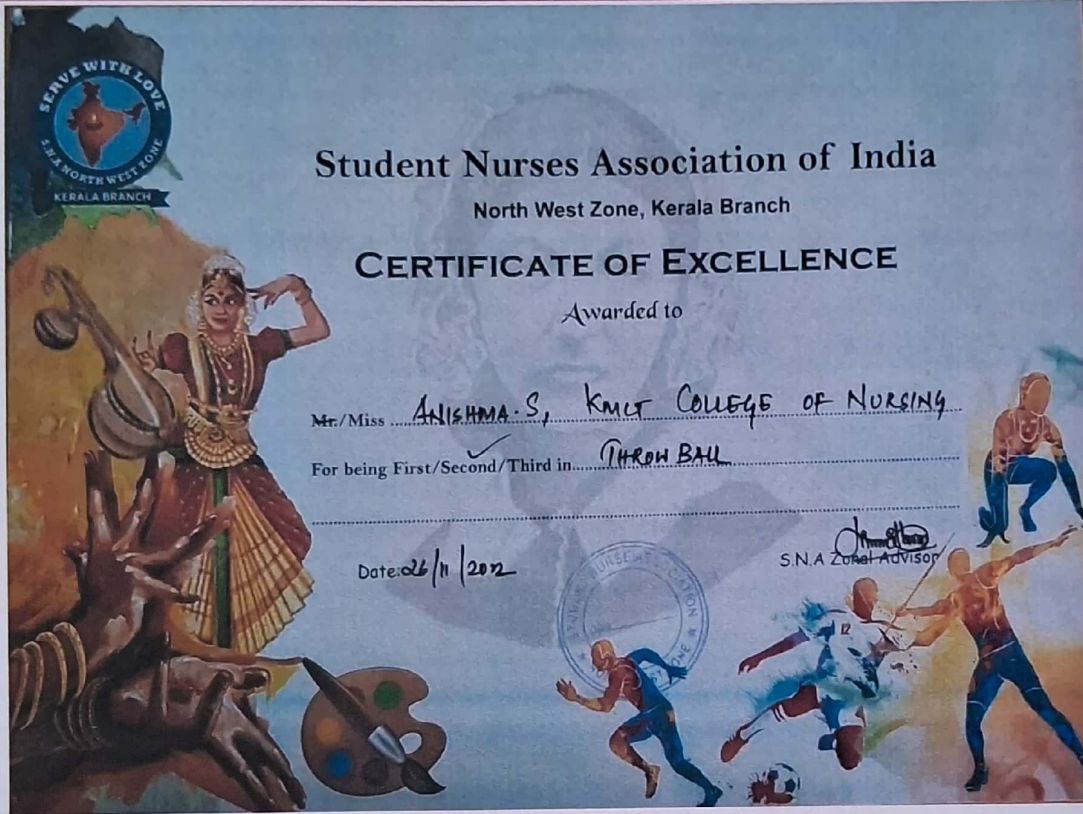 SERVE WITH LOVE
S.N.A NORTH WEST ZONE
KERALA BRANCH
Student Nurses Association of India
North West Zone, Kerala Branch
CERTIFICATE OF EXCELLENCE
Awarded to
Mr./Miss ANISHMA.S, KMCT COLLEGE OF NURSING
For being First/Second/Third in THROW BALL
Date: 26/11/2022
S.N.A Zonal Advisor
12